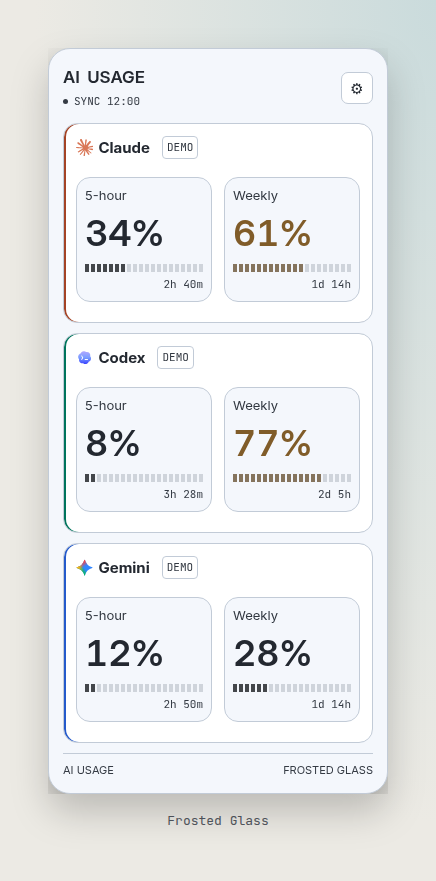 AI USAGE
SYNC 12:00
Claude DEMO
5-hour
34%
2h 40m
Weekly
61%
1d 14h
Codex DEMO
5-hour
8%
3h 28m
Weekly
77%
2d 5h
Gemini DEMO
5-hour
12%
2h 50m
Weekly
28%
1d 14h
AI USAGE
FROSTED GLASS
Frosted Glass